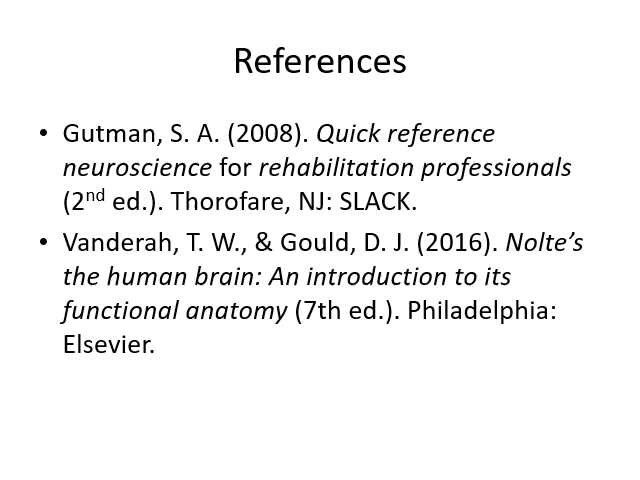 References
• Gutman, S. A. (2008). Quick reference
neuroscience for rehabilitation professionals
(2nd ed.). Thorofare, NJ: SLACK.
• Vanderah, T. W., & Gould, D. J. (2016). Nolte’s
the human brain: An introduction to its
functional anatomy (7th ed.). Philadelphia:
Elsevier.